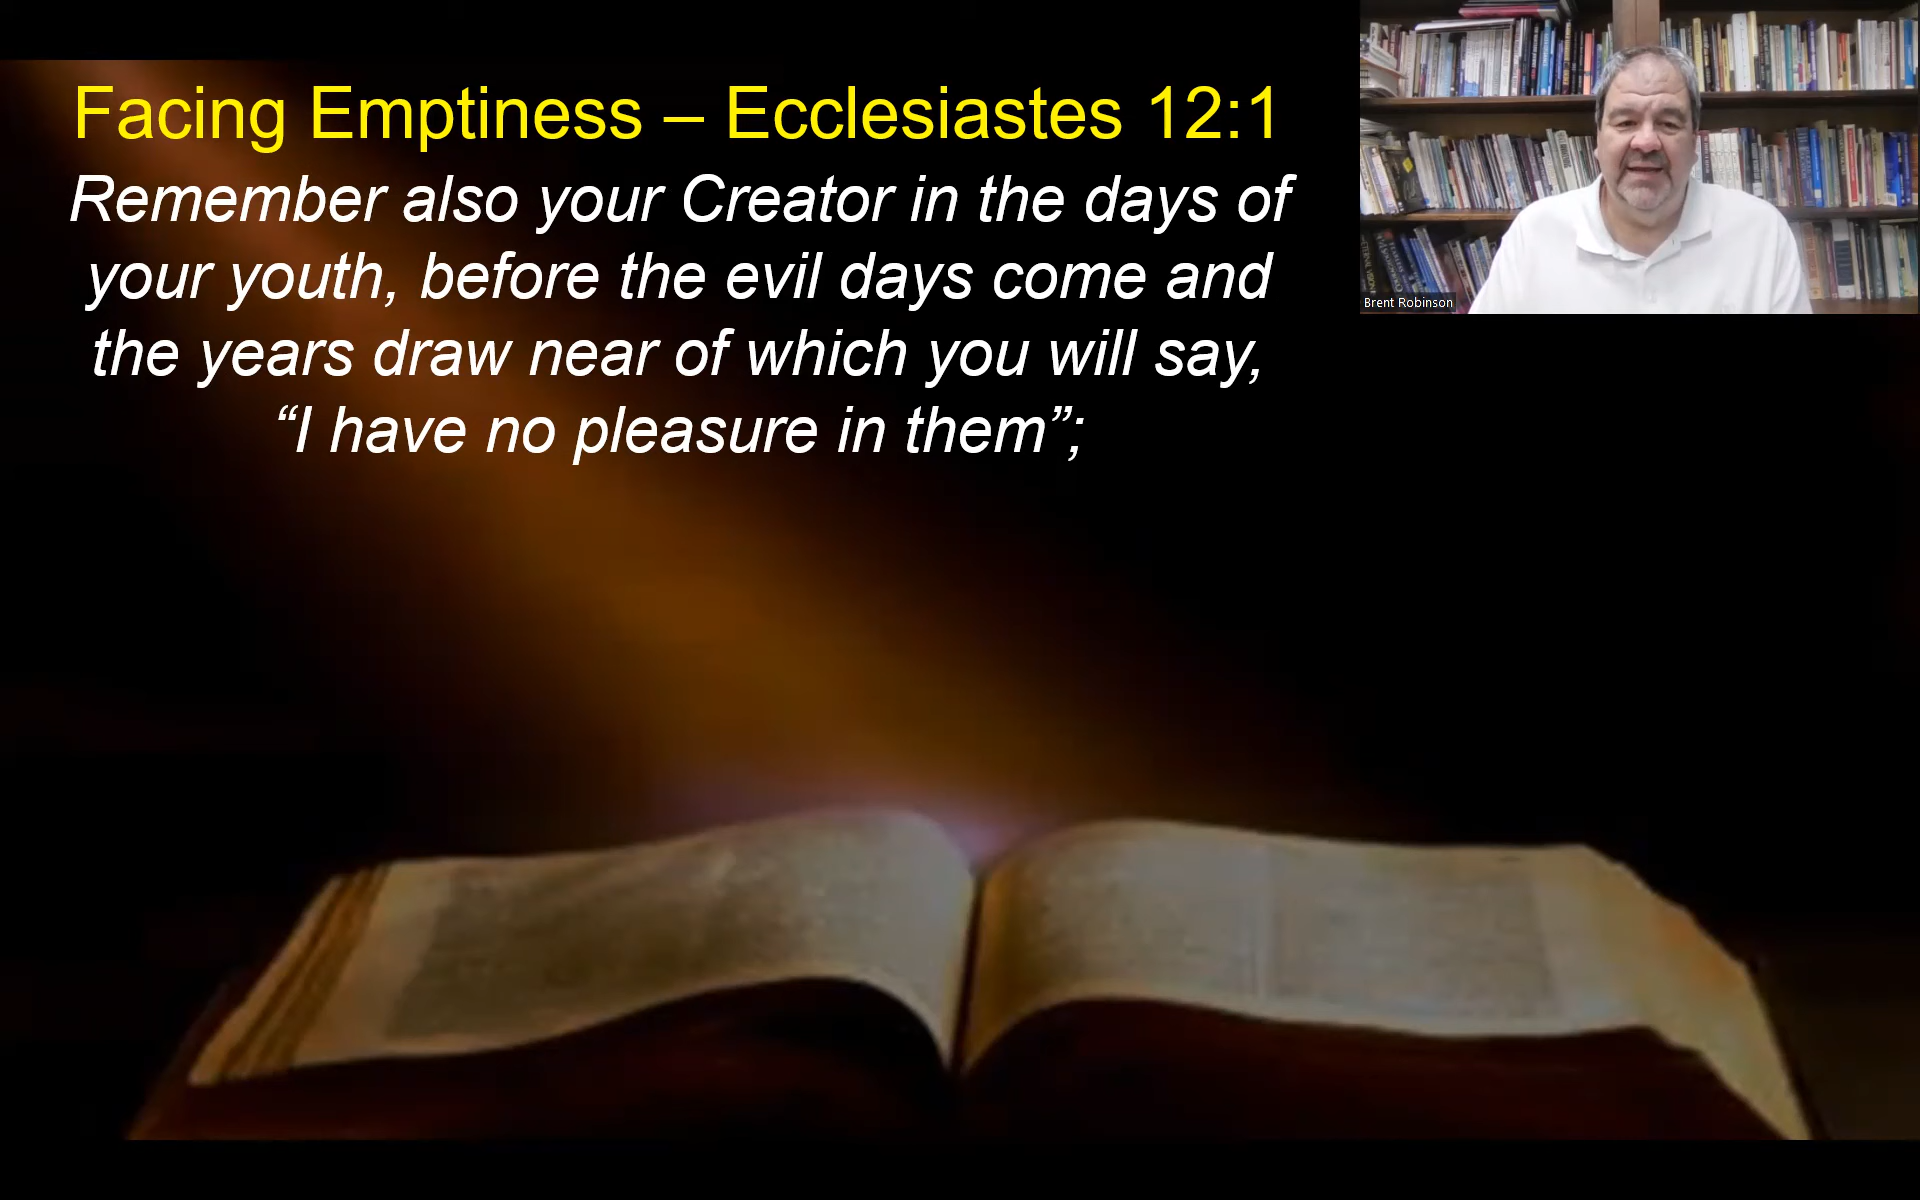 Facing Emptiness – Ecclesiastes 12:1
Remember also your Creator in the days of
your youth, before the evil days come and
the years draw near of which you will say,
“I have no pleasure in them”;
Brent Robinson